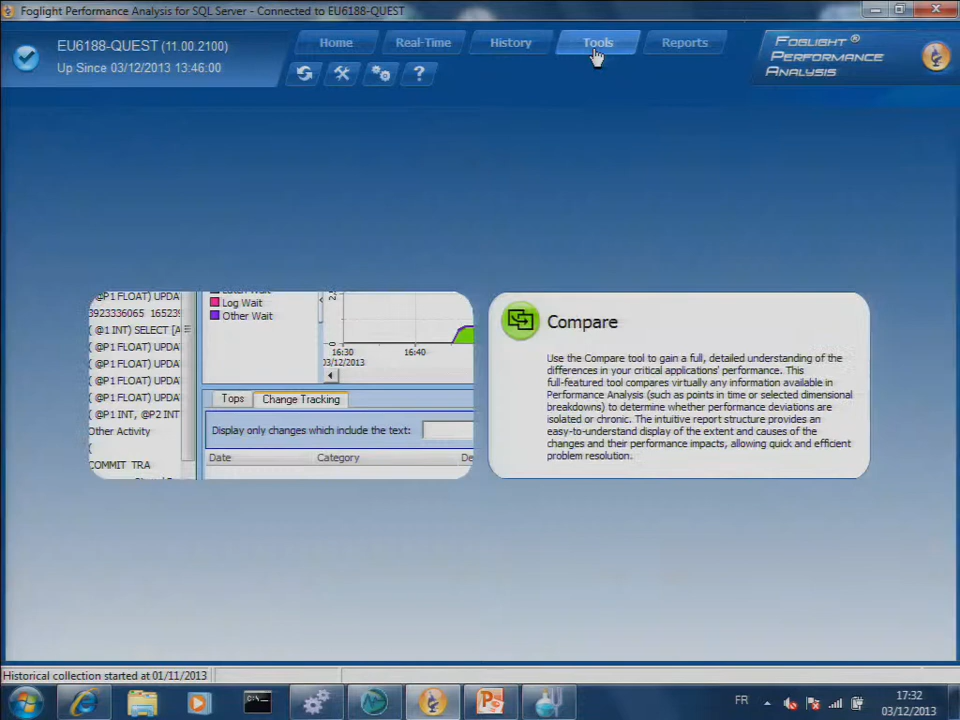 Foglight Performance Analysis for SQL Server - Connected to EU6188-QUEST
EU6188-QUEST (11.00.2100)
Up Since 03/12/2013 13:46:00
Home
Real-Time
History
Tools
Reports
?
FOGLIGHT ®
PERFORMANCE
ANALYSIS
( @P1 FLOAT) UPDA
3923336065 165239
( @1 INT) SELECT [A
( @P1 FLOAT) UPDA
( @P1 FLOAT) UPDA
( @P1 FLOAT) UPDA
( @P1 FLOAT) UPDA
( @P1 INT, @P2 INT
Other Activity
(
COMMIT TRA
Log Wait
Other Wait
0
16:30
16:40
03/12/2013
Tops
Change Tracking
Display only changes which include the text:
Date
Category
De
Compare
Use the Compare tool to gain a full, detailed understanding of the
differences in your critical applications' performance. This
full-featured tool compares virtually any information available in
Performance Analysis (such as points in time or selected dimensional
breakdowns) to determine whether performance deviations are
isolated or chronic. The intuitive report structure provides an
easy-to-understand display of the extent and causes of the
changes and their performance impacts, allowing quick and efficient
problem resolution.
Historical collection started at 01/11/2013
FR
17:32
03/12/2013